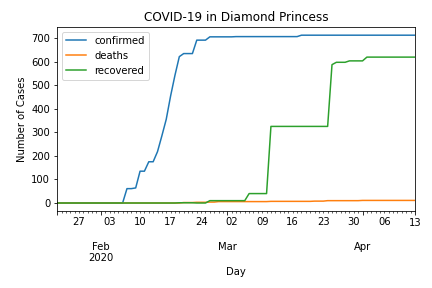 COVID-19 in Diamond Princess
confirmed
deaths
recovered
Number of Cases
700
600
500
400
300
200
100
0
27 03 10 17 24 02 09 16 23 30 13
Feb Mar Apr
2020
Day